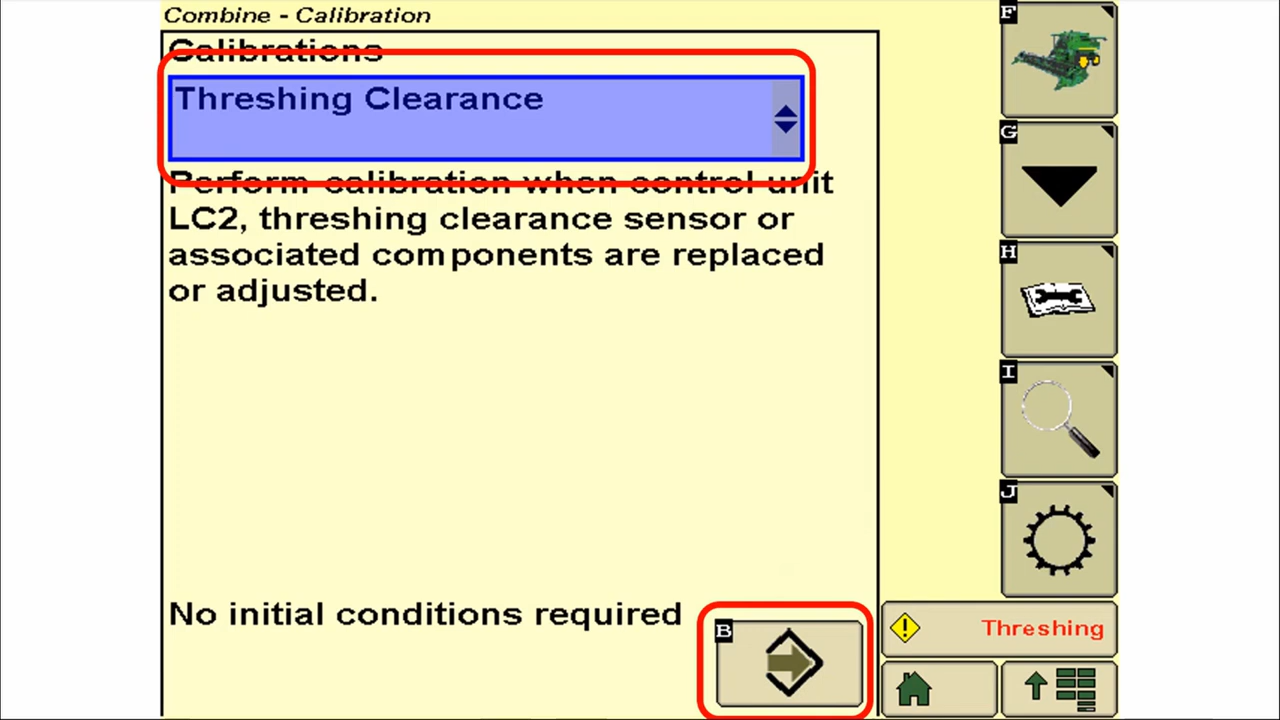 Combine - Calibration
Calibrations
Threshing Clearance
Perform calibration when control unit
LC2, threshing clearance sensor or
associated components are replaced
or adjusted.
No initial conditions required
B
F
G
H
I
J
Threshing